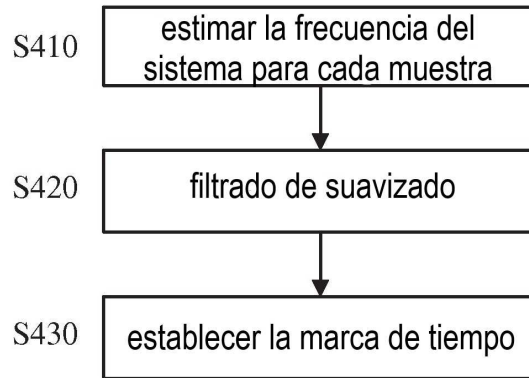 S410
estimar la frecuencia del
sistema para cada muestra
S420
filtrado de suavizado
S430
establecer la marca de tiempo